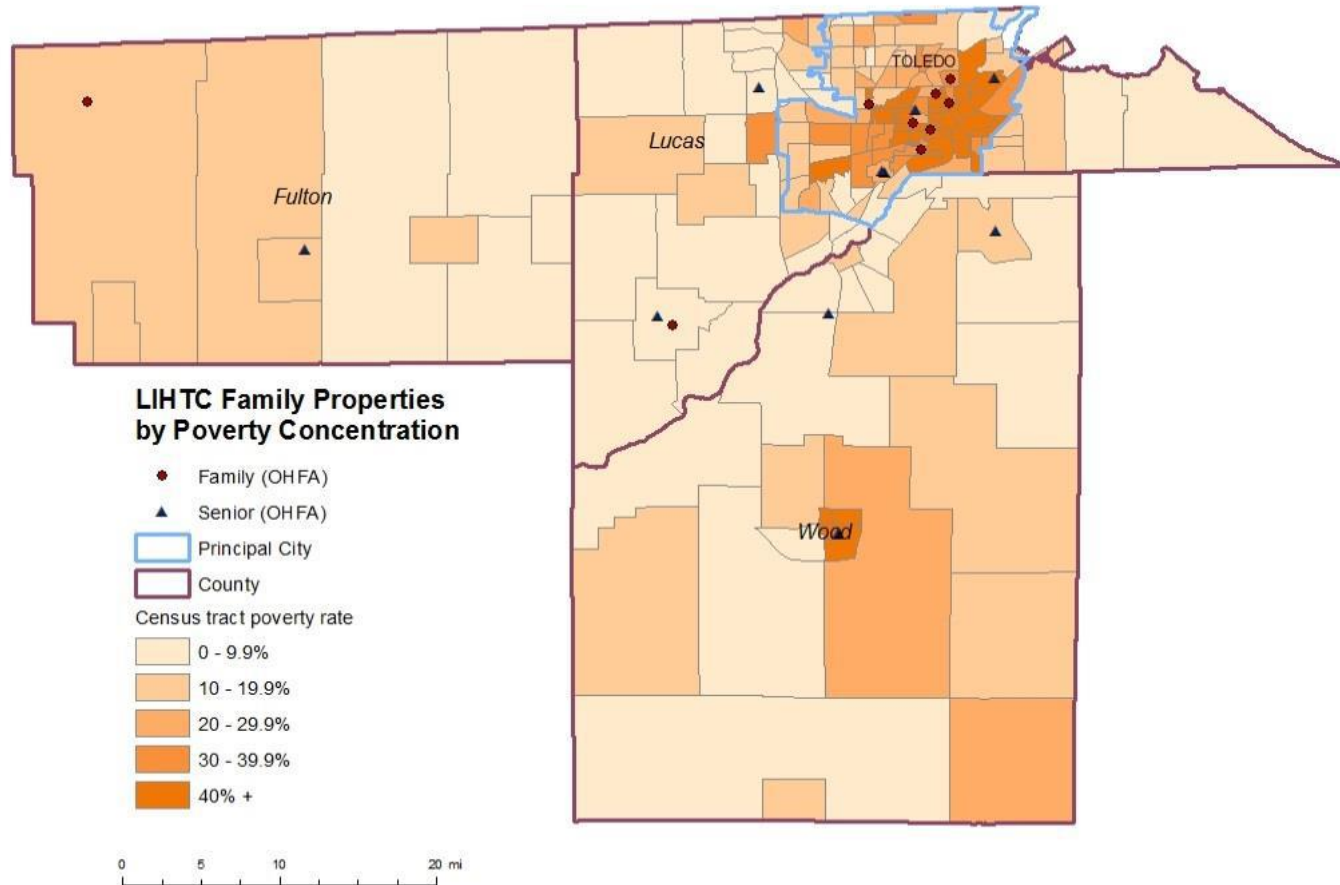 TOLEDO
Lucas
Fulton
Wood
LIHTC Family Properties
by Poverty Concentration
Family (OHFA)
Senior (OHFA)
Principal City
County
Census tract poverty rate
0 - 9.9%
10 - 19.9%
20 - 29.9%
30 - 39.9%
40% +
0 5 10 20 mi